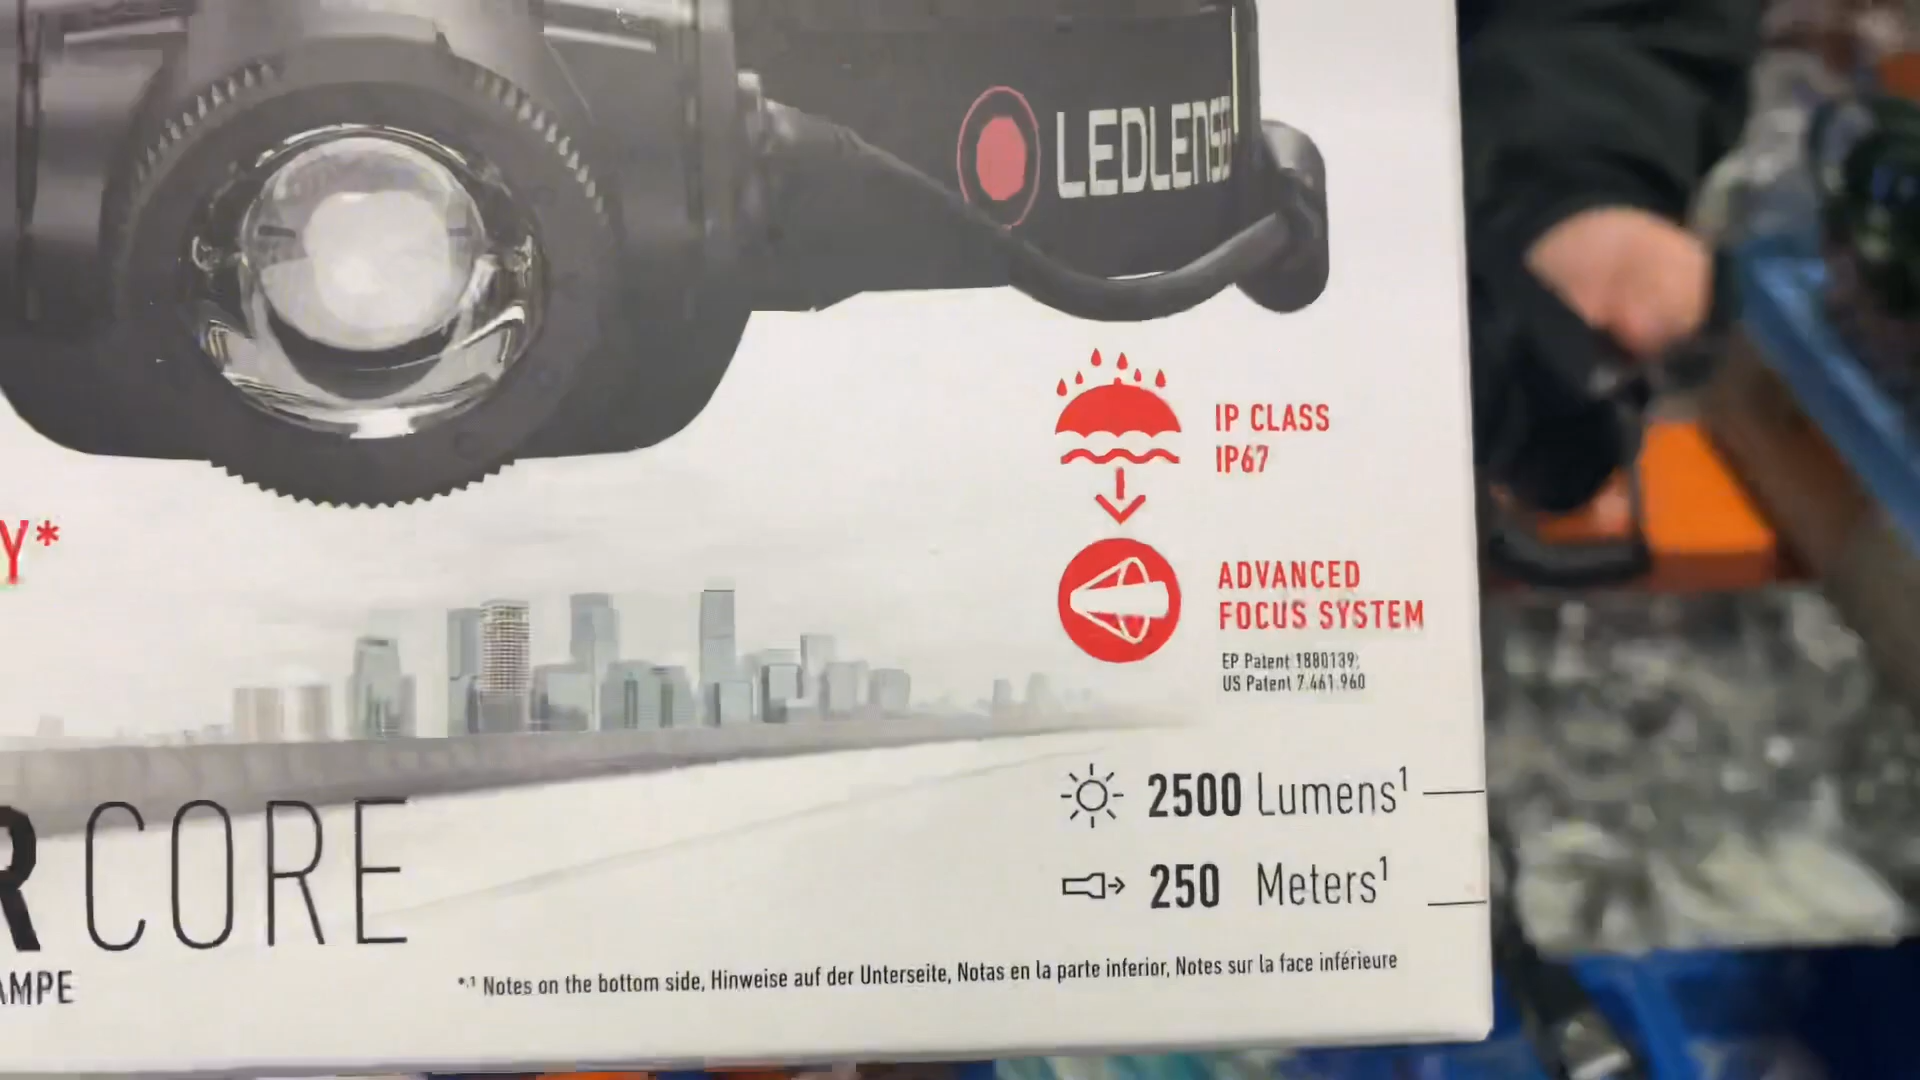 LEDLENSE
IP CLASS
IP67
Y*
ADVANCED
FOCUS SYSTEM
EP Patent 1880139;
US Patent 7.461.960
2500 Lumens¹
250 Meters¹
R CORE
AMPE
*,¹ Notes on the bottom side, Hinweise auf der Unterseite, Notas en la parte inferior, Notes sur la face inférieure